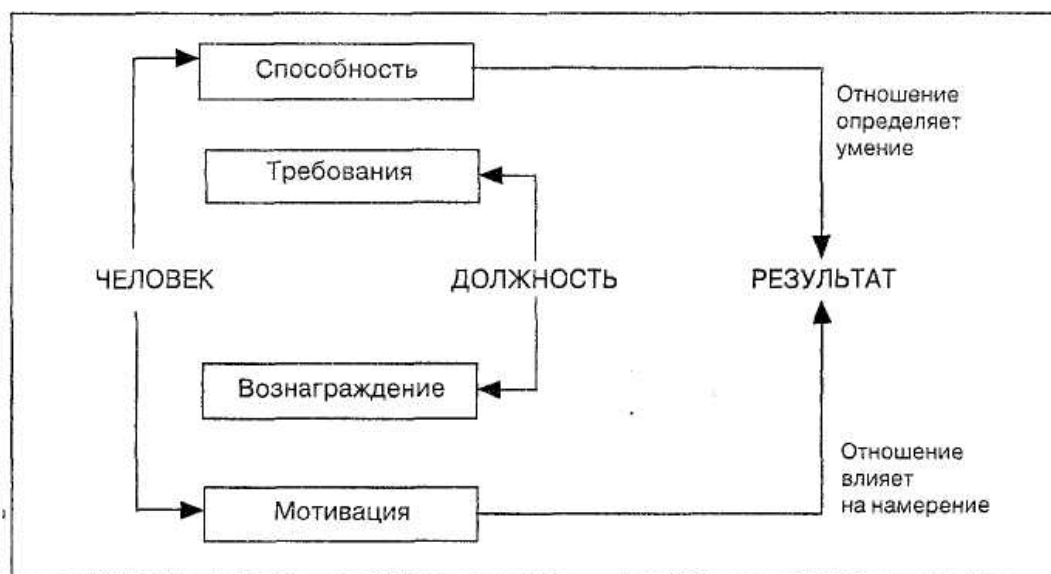 Способность
Отношение
определяет
умение
Требования
ЧЕЛОВЕК
ДОЛЖНОСТЬ
РЕЗУЛЬТАТ
Вознаграждение
Отношение
влияет
на намерение
Мотивация